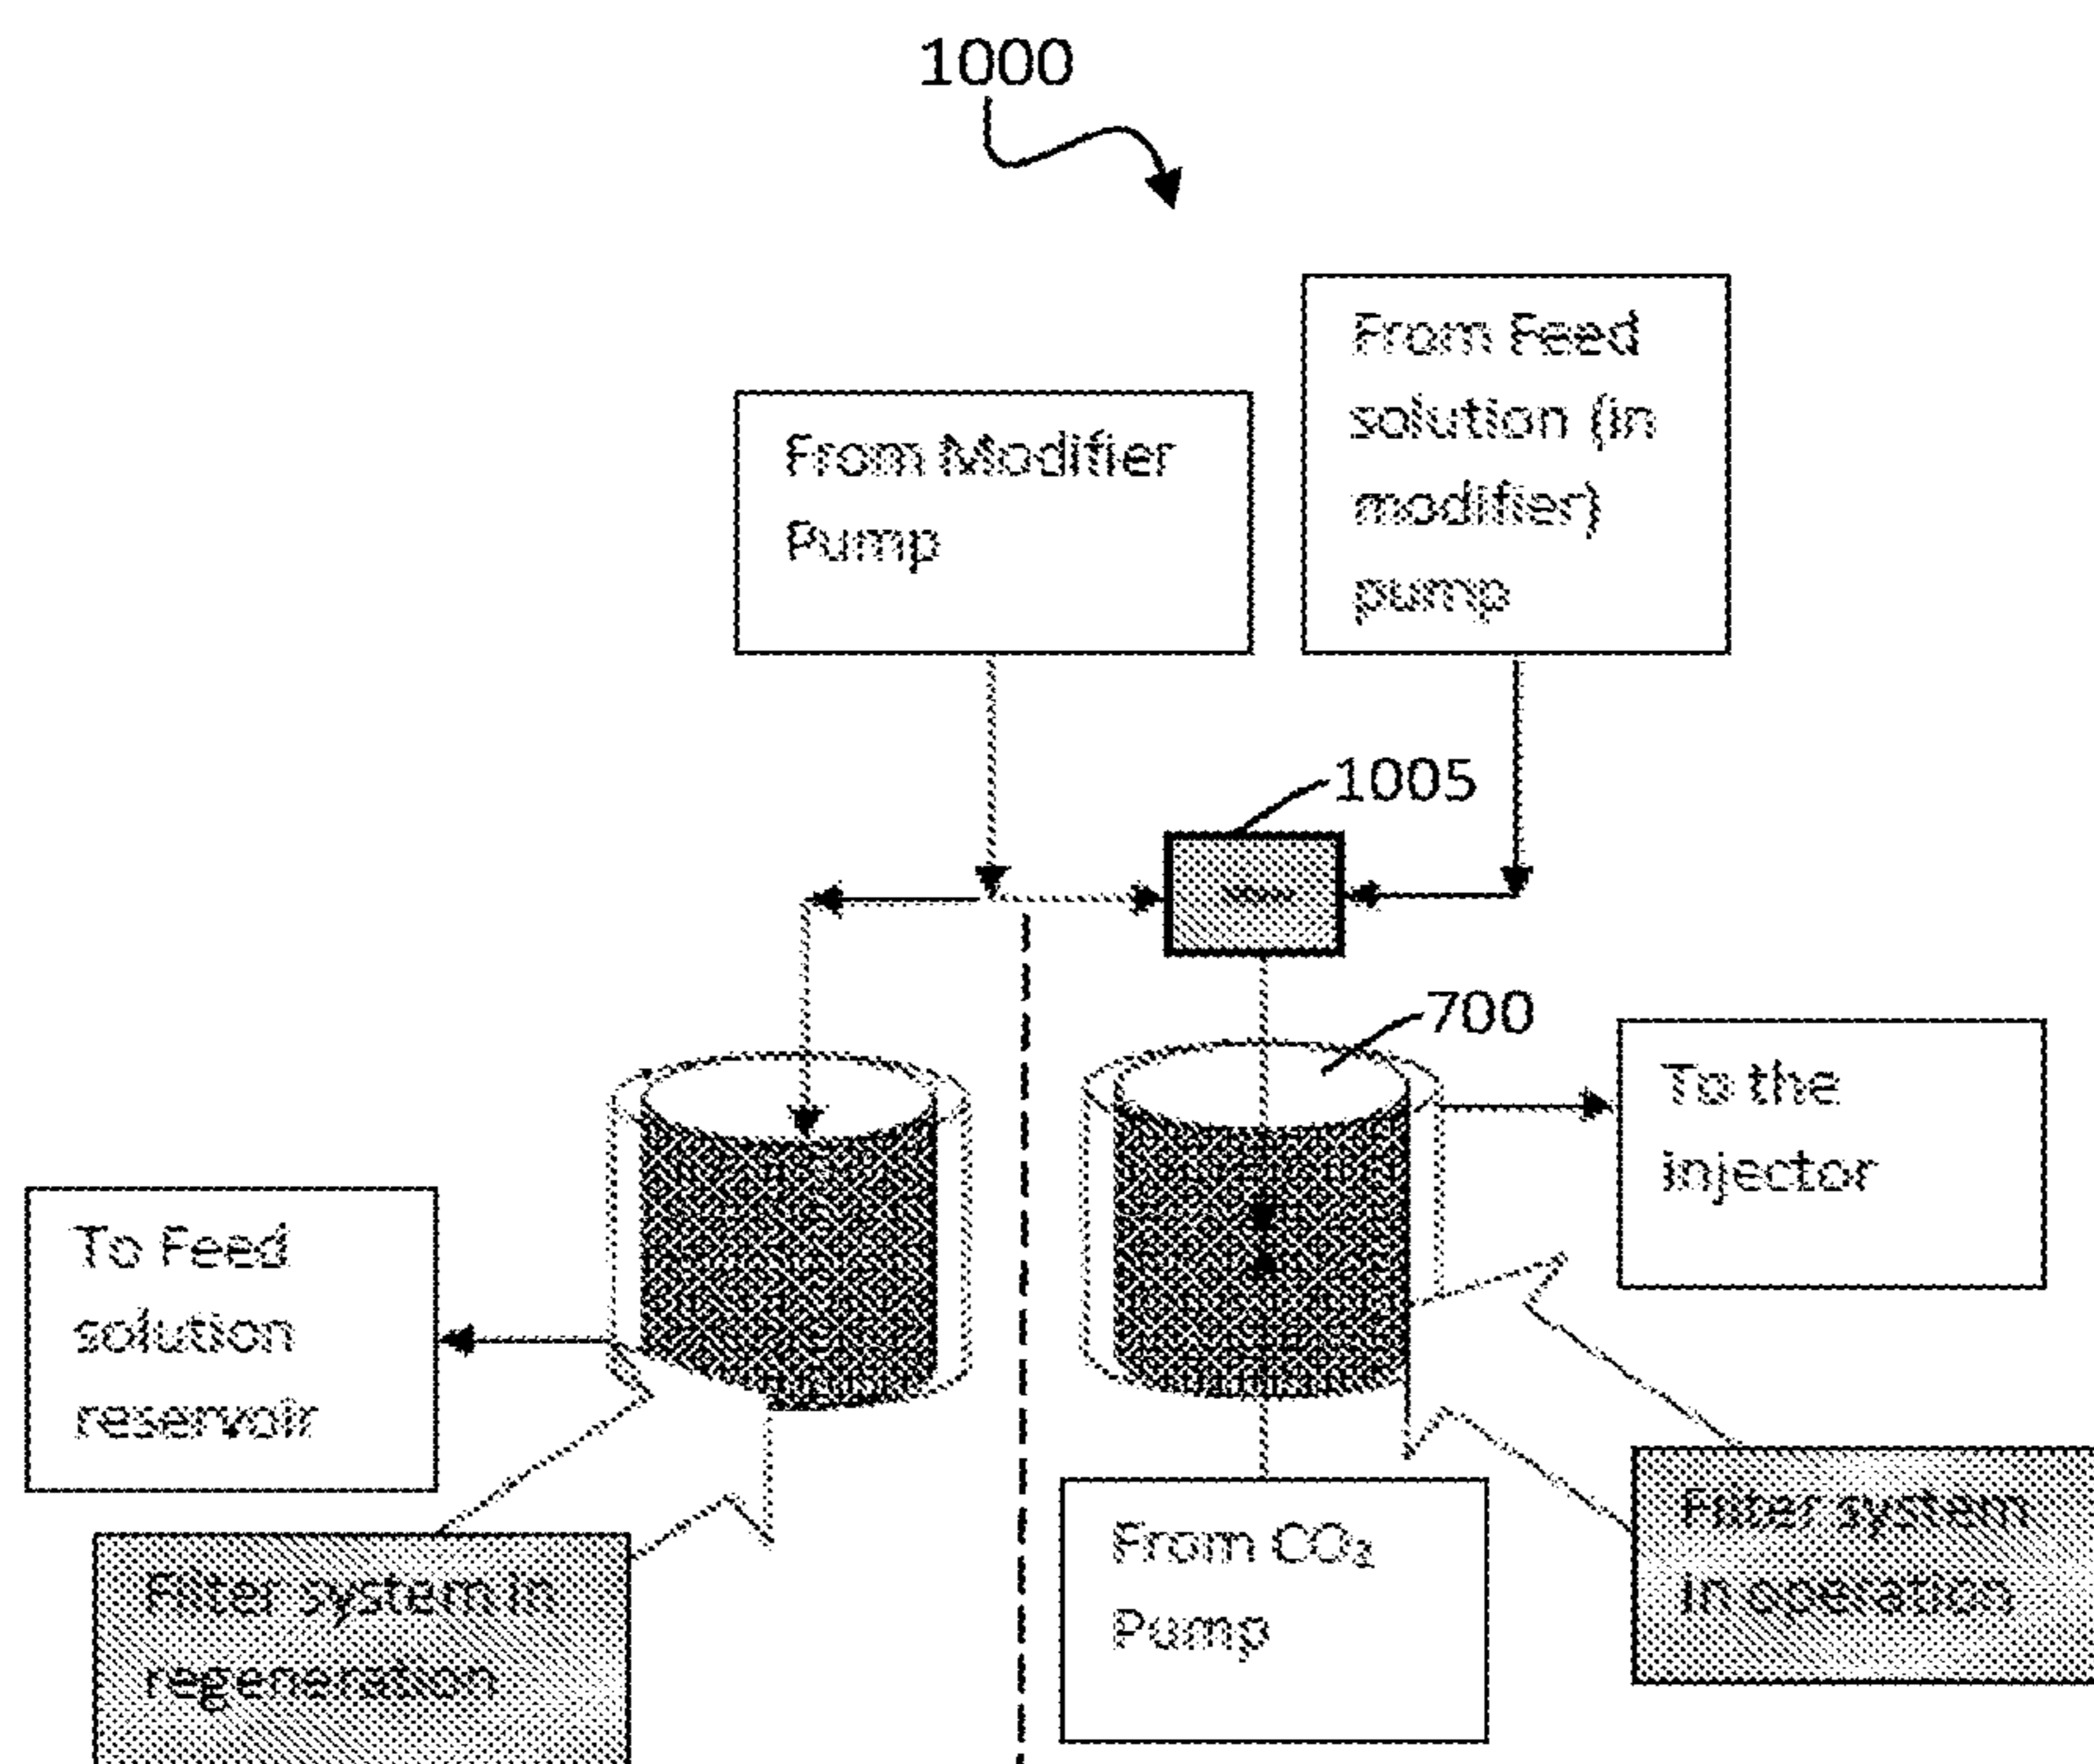 1000
From Feed
solution (in
modifier)
pump
From Modifier
Pump
1005
700
To the
injector
To Feed
solution
reservoir
From CO₂
Pump
Filter system
in operation
Filter system in
regeneration